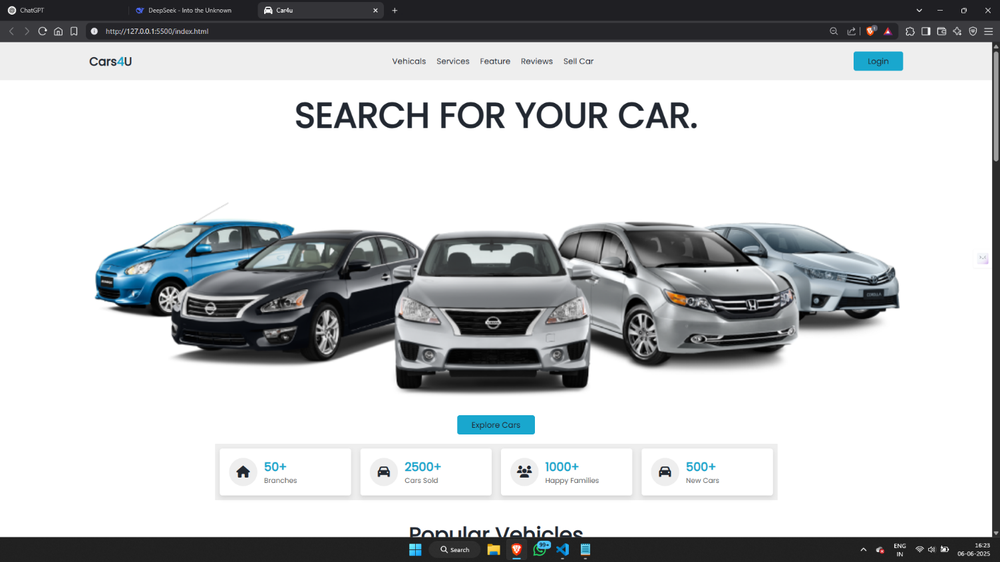 ChatGPT
DeepSeek - Into the Unknown
Car4u
http://127.0.0.1:5500/index.html
1
Cars4U
Vehicals
Services
Feature
Reviews
Sell Car
Login
SEARCH FOR YOUR CAR.
COROLLA
Explore Cars
50+
Branches
2500+
Cars Sold
1000+
Happy Families
500+
New Cars
Popular Vehicles
Search
99+
ENG
IN
16:23
06-06-2025